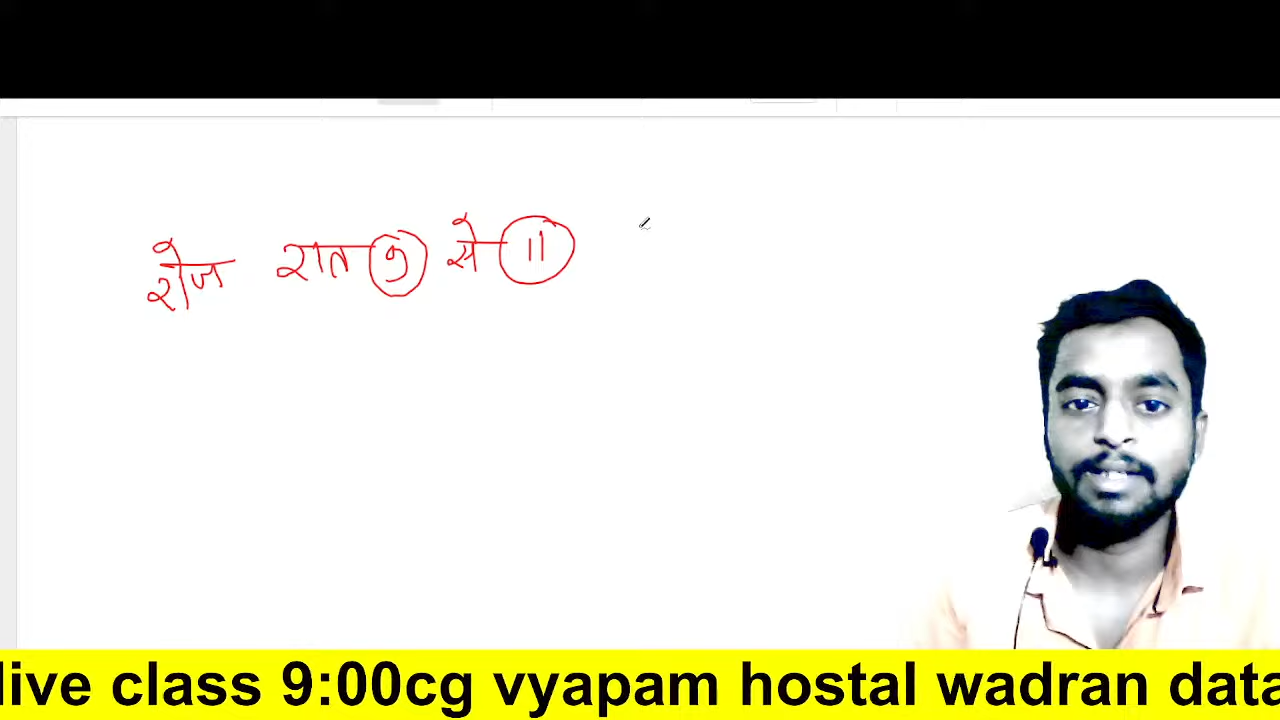 रोज रात 9 से 11
live class 9:00cg vyapam hostal wadran data